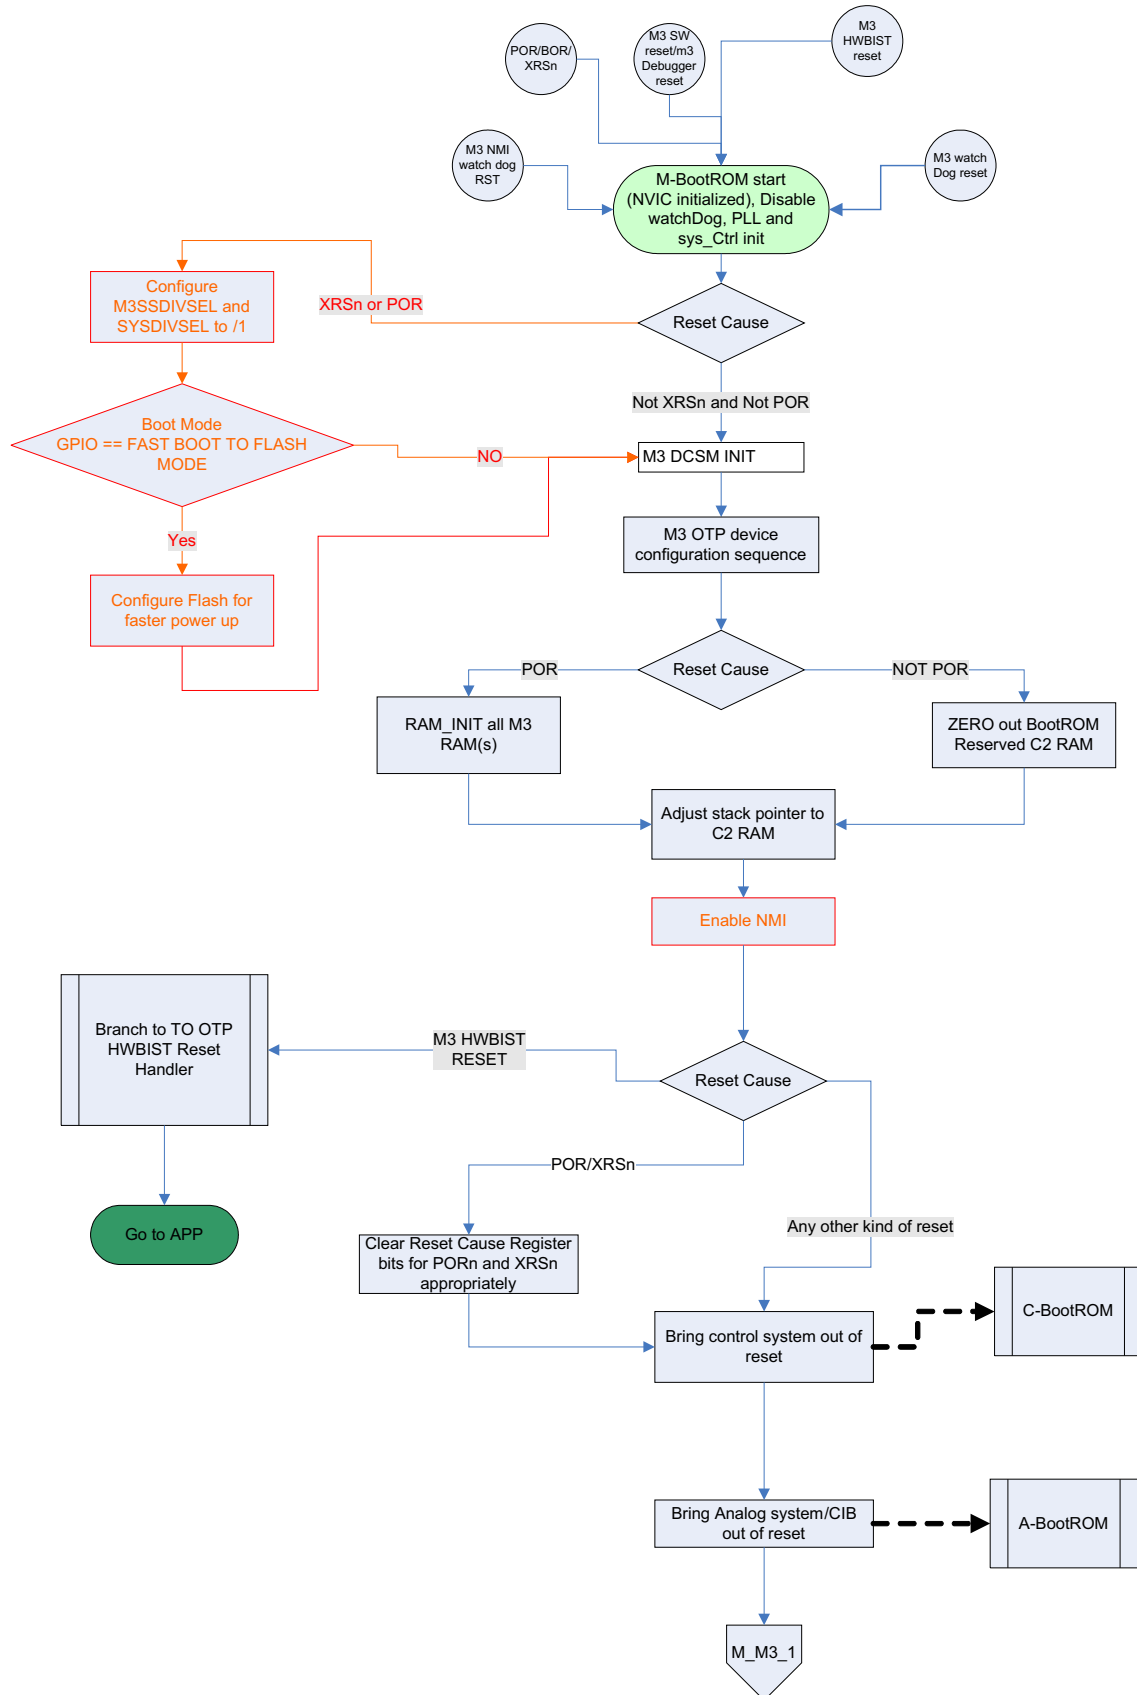 POR/BOR/
XRSn
M3 SW
reset/m3
Debugger
reset
M3
HWBIST
reset
M3 NMI
watch dog
RST
M3 watch
Dog reset
M-BootROM start
(NVIC initialized), Disable
watchDog, PLL and
sys_Ctrl init
Configure
M3SSDIVSEL and
SYSDIVSEL to /1
XRSn or POR
Reset Cause
Not XRSn and Not POR
Boot Mode
GPIO == FAST BOOT TO FLASH
MODE
NO
M3 DCSM INIT
Yes
M3 OTP device
configuration sequence
Configure Flash for
faster power up
POR
Reset Cause
NOT POR
RAM_INIT all M3
RAM(s)
ZERO out BootROM
Reserved C2 RAM
Adjust stack pointer to
C2 RAM
Enable NMI
Branch to TO OTP
HWBIST Reset
Handler
M3 HWBIST
RESET
Reset Cause
POR/XRSn
Go to APP
Any other kind of reset
Clear Reset Cause Register
bits for PORn and XRSn
appropriately
Bring control system out of
reset
C-BootROM
Bring Analog system/CIB
out of reset
A-BootROM
M_M3_1